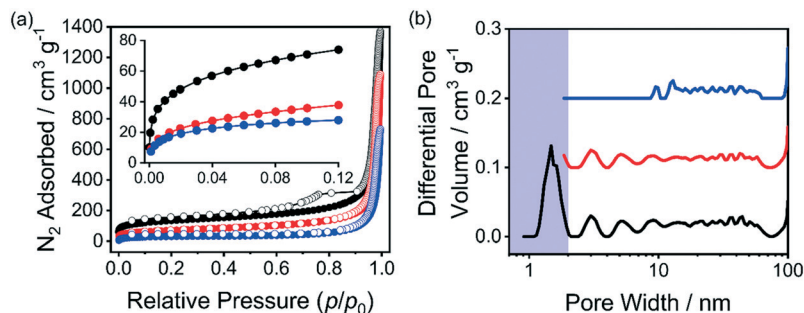 (a)
N2 Adsorbed / cm3 g-1
1400
1200
1000
800
600
400
200
0
80
60
40
20
0
0.00 0.04 0.08 0.12
0.0 0.2 0.4 0.6 0.8 1.0
Relative Pressure (p/p0)
(b)
Differential Pore
Volume / cm3 g-1
0.3
0.2
0.1
0.0
1 10 100
Pore Width / nm